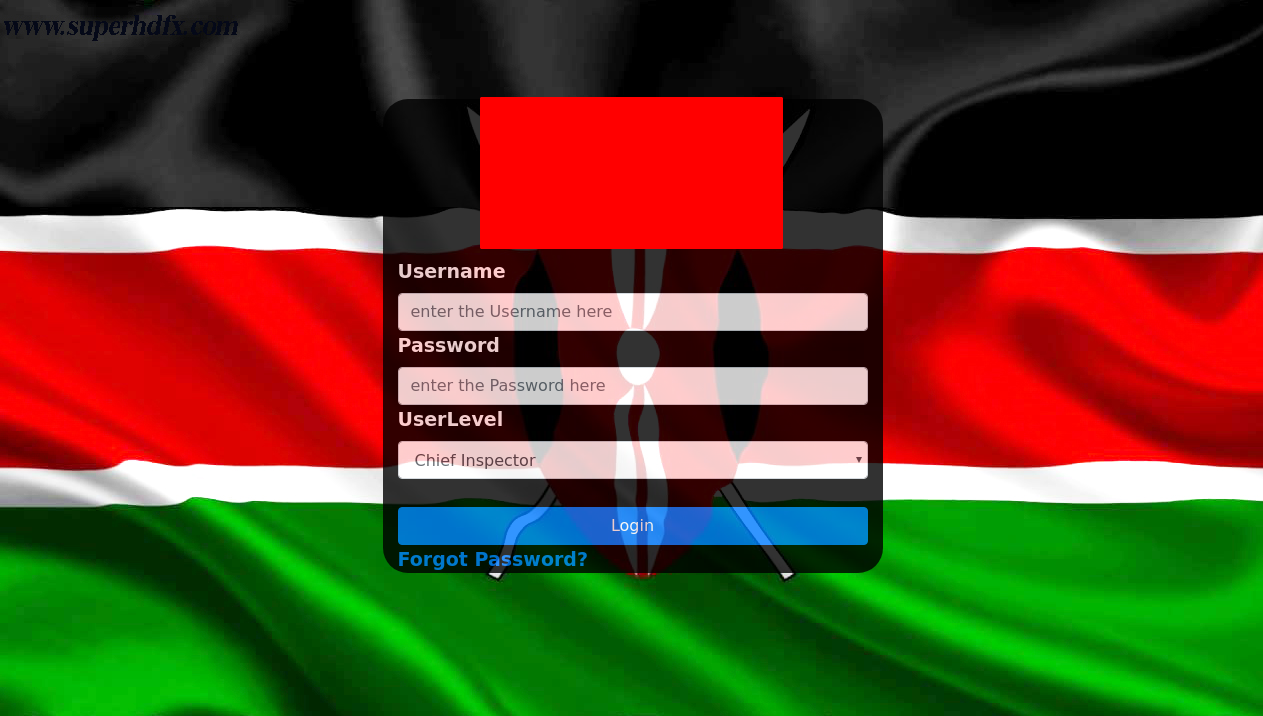 www.superhdfx.com
Username
enter the Username here
Password
enter the Password here
UserLevel
Chief Inspector
Login
Forgot Password?